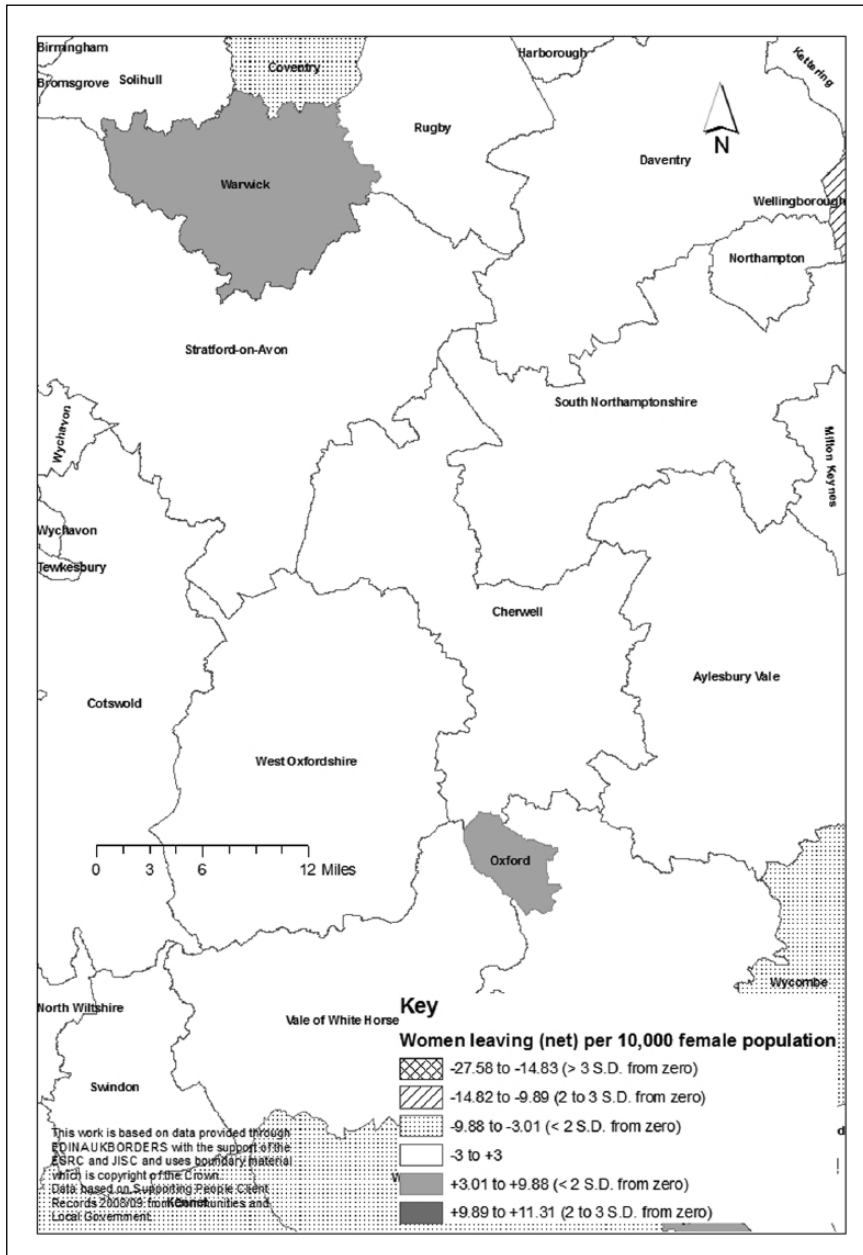 Birmingham
Coventry
Harborough
Kettering
Bromsgrove
Solihull
Rugby
N
Daventry
Warwick
Wellingborough
Northampton
Stratford-on-Avon
South Northamptonshire
Wychavon
Milton Keynes
Wychavon
Tewkesbury
Cherwell
Aylesbury Vale
Cotswold
West Oxfordshire
0 3 6 12 Miles
Oxford
Wycombe
North Wiltshire
Vale of White Horse
Swindon
Key
Women leaving (net) per 10,000 female population
-27.58 to -14.83 (> 3 S.D. from zero)
-14.82 to -9.89 (2 to 3 S.D. from zero)
-9.88 to -3.01 (< 2 S.D. from zero)
-3 to +3
+3.01 to +9.88 (< 2 S.D. from zero)
+9.89 to +11.31 (2 to 3 S.D. from zero)
This work is based on data provided through
EDINAUKBORDERS with the support of the
ESRC and JISC and uses boundary material
which is copyright of the Crown.
Data based on Supporting People Client
Records 2008/09 from Communities and
Local Government.
Kennet